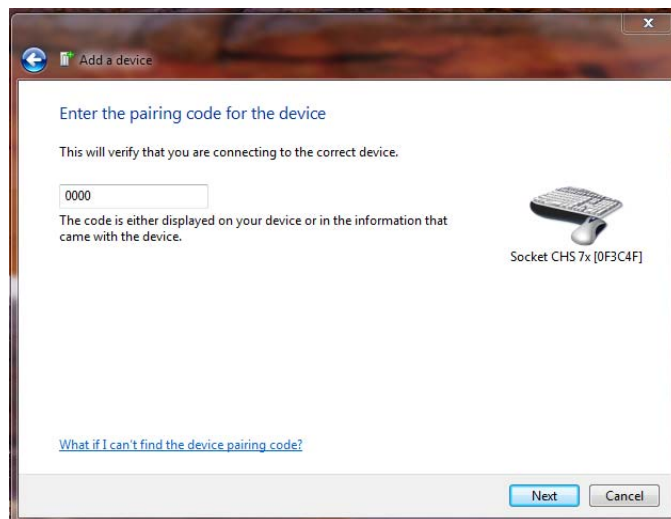 Add a device
Enter the pairing code for the device
This will verify that you are connecting to the correct device.
0000
The code is either displayed on your device or in the information that
came with the device.
Socket CHS 7x [0F3C4F]
What if I can't find the device pairing code?
Next
Cancel